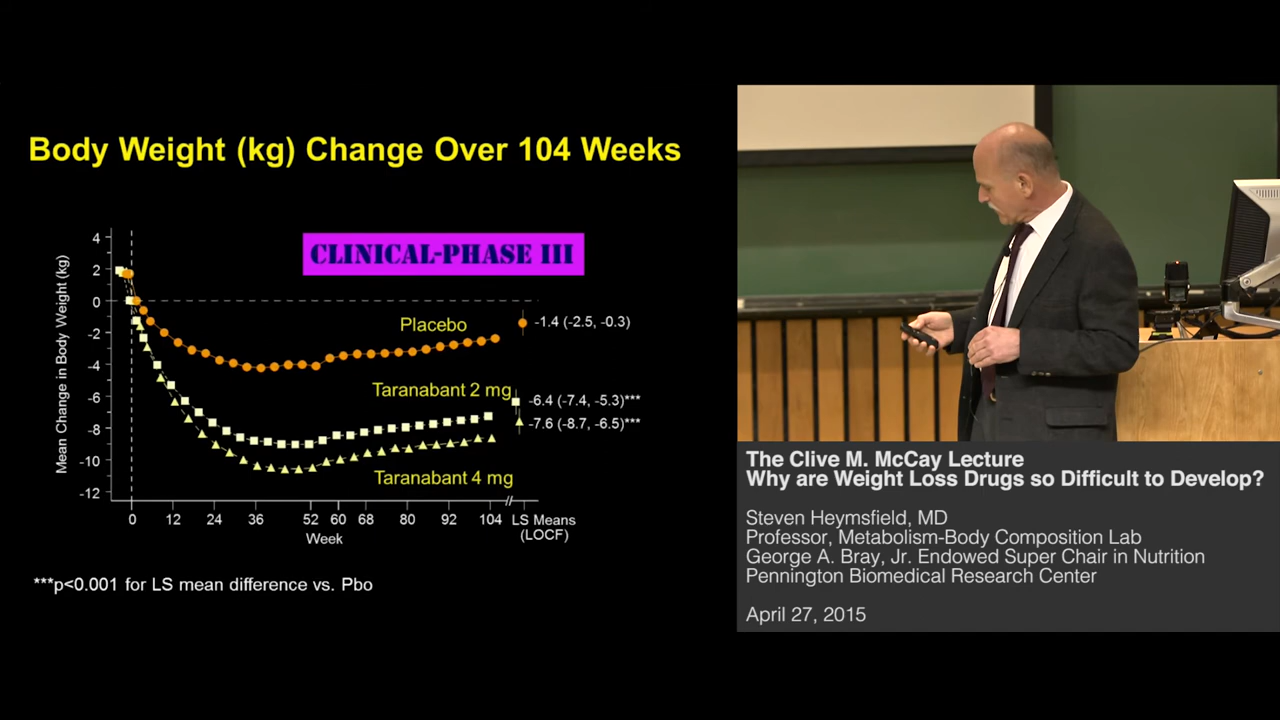 Body Weight (kg) Change Over 104 Weeks
CLINICAL-PHASE III
Mean Change in Body Weight (kg)
4
2
0
-2
-4
-6
-8
-10
-12
Placebo
-1.4 (-2.5, -0.3)
Taranabant 2 mg
-6.4 (-7.4, -5.3)***
-7.6 (-8.7, -6.5)***
Taranabant 4 mg
0 12 24 36 52 60 68 80 92 104
LS Means
(LOCF)
Week
***p<0.001 for LS mean difference vs. Pbo
The Clive M. McCay Lecture
Why are Weight Loss Drugs so Difficult to Develop?
Steven Heymsfield, MD
Professor, Metabolism-Body Composition Lab
George A. Bray, Jr. Endowed Super Chair in Nutrition
Pennington Biomedical Research Center
April 27, 2015